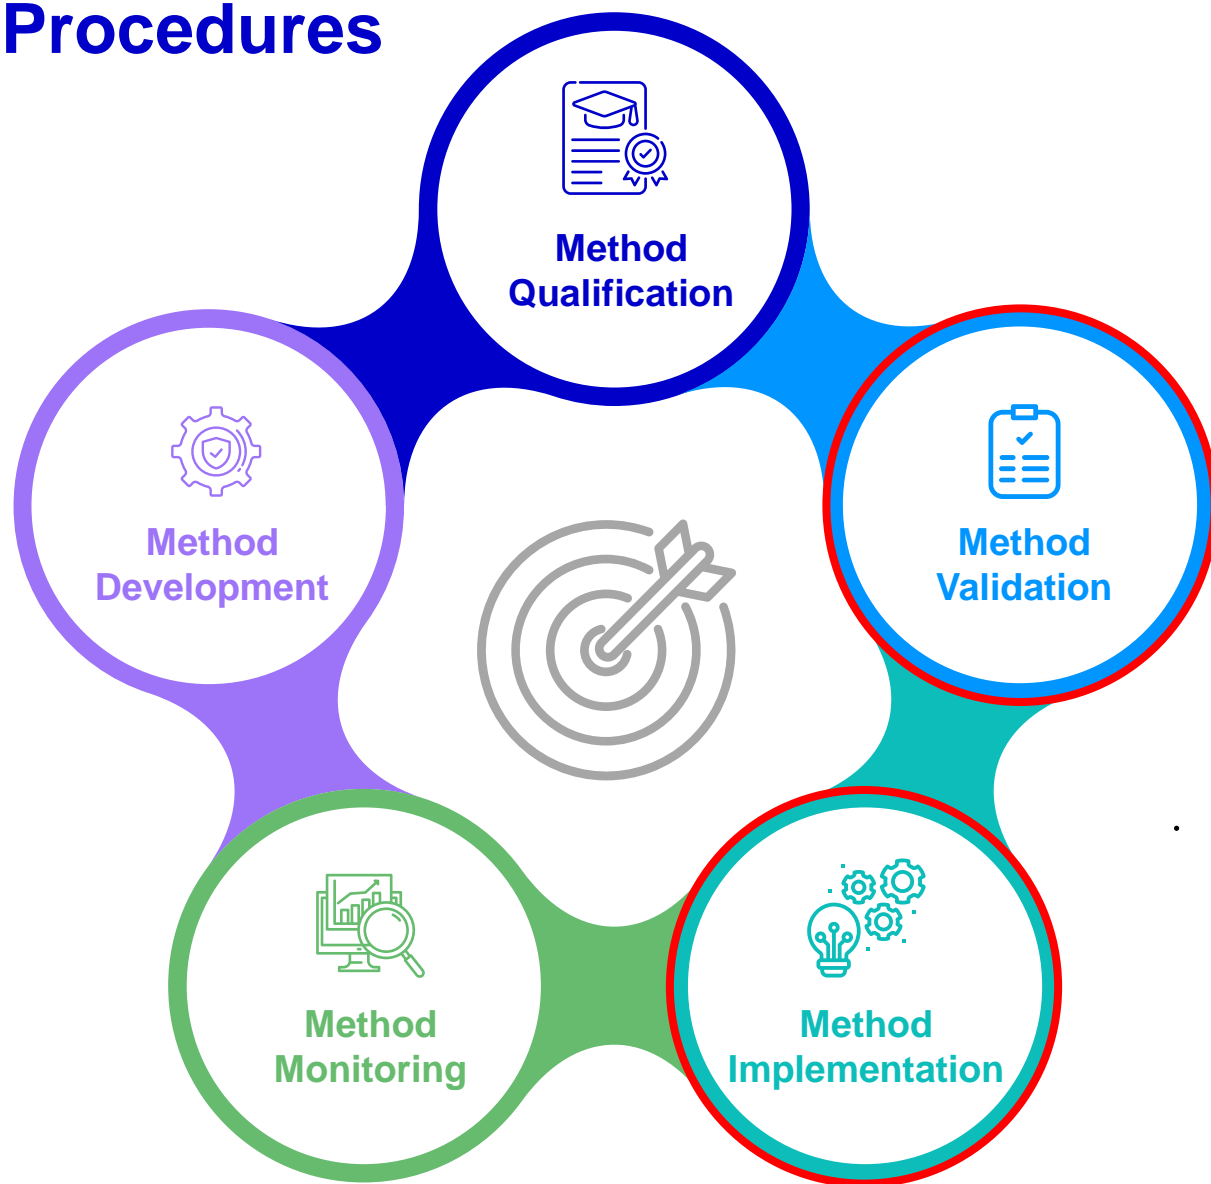 Procedures
Method
Qualification
Method
Development
Method
Validation
Method
Monitoring
Method
Implementation